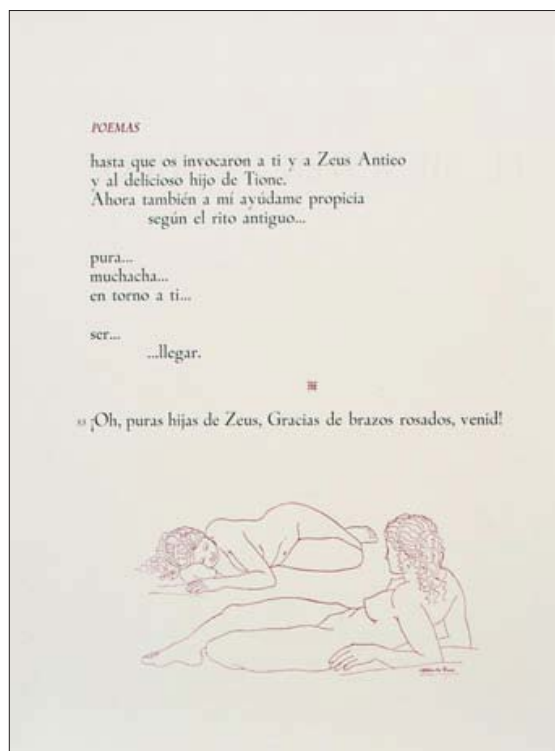 POEMAS
hasta que os invocaron a ti y a Zeus Antieo
y al delicioso hijo de Tione.
Ahora también a mí ayúdame propicia
según el rito antiguo...
pura...
muchacha...
en torno a ti...
ser...
...llegar.
53 ¡Oh, puras hijas de Zeus, Gracias de brazos rosados, venid!